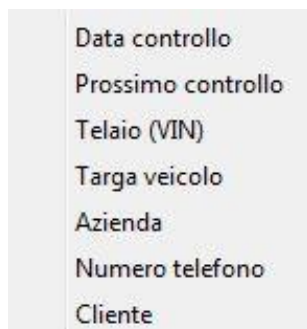 Data controllo
Prossimo controllo
Telaio (VIN)
Targa veicolo
Azienda
Numero telefono
Cliente